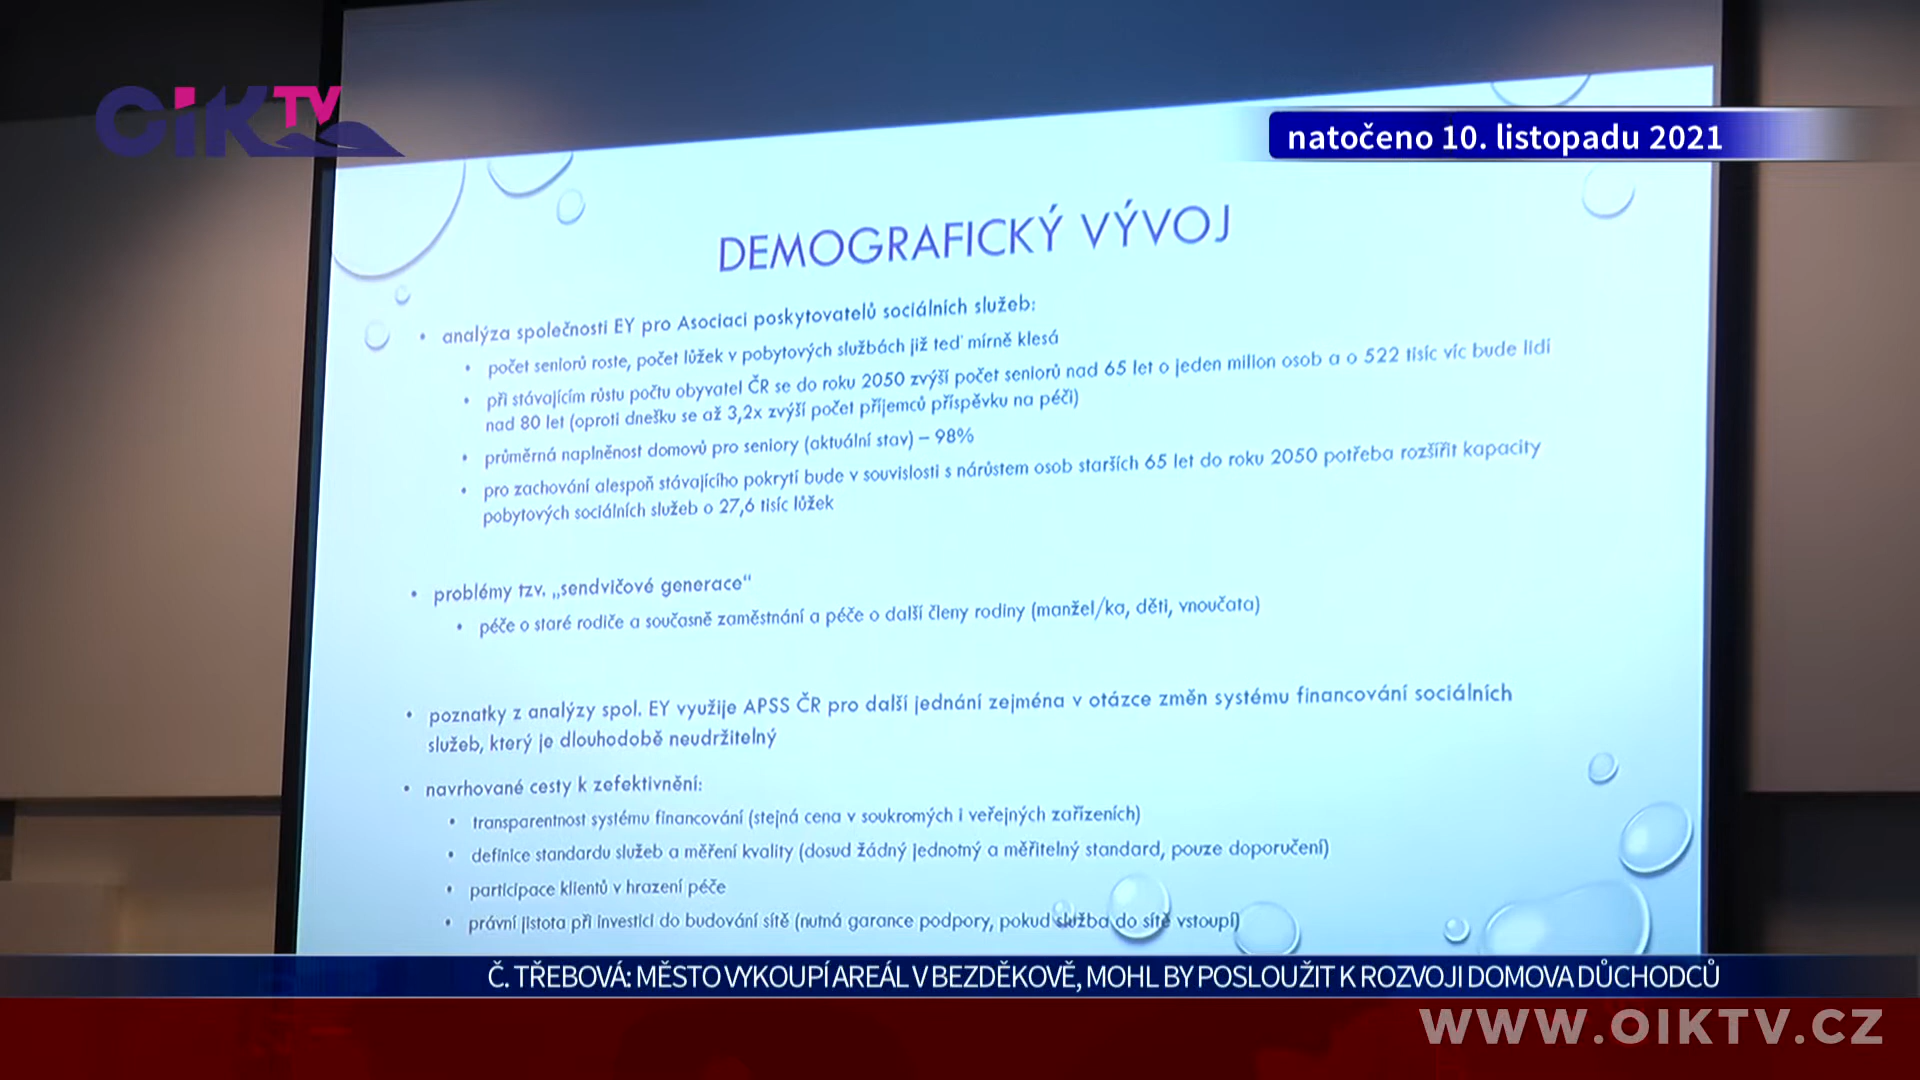 OIK TV
natočeno 10. listopadu 2021
DEMOGRAFICKÝ VÝVOJ
• analýza společnosti EY pro Asociaci poskytovatelů sociálních služeb:
• počet seniorů roste, počet lůžek v pobytových službách již teď mírně klesá
• při stávajícím růstu počtu obyvatel ČR se do roku 2050 zvýší počet seniorů nad 65 let o jeden milion osob a o 522 tisíc víc bude lidí
nad 80 let (oproti dnešku se až 3,2x zvýší počet příjemců příspěvku na péči)
• průměrná naplněnost domovů pro seniory (aktuální stav) – 98%
• pro zachování alespoň stávajícího pokrytí bude v souvislosti s nárůstem osob starších 65 let do roku 2050 potřeba rozšířit kapacity
pobytových sociálních služeb o 27,6 tisíc lůžek
• problémy tzv. „sendvičové generace“
• péče o staré rodiče a současně zaměstnání a péče o další členy rodiny (manžel/ka, děti, vnoučata)
• poznatky z analýzy spol. EY využije APSS ČR pro další jednání zejména v otázce změn systému financování sociálních
služeb, který je dlouhodobě neudržitelný
• navrhované cesty k zefektivnění:
• transparentnost systému financování (stejná cena v soukromých i veřejných zařízeních)
• definice standardu služeb a měření kvality (dosud žádný jednotný a měřitelný standard, pouze doporučení)
• participace klientů v hrazení péče
• právní jistota při investici do budování sítě (nutná garance podpory, pokud služba do sítě vstoupí)
Č. TŘEBOVÁ: MĚSTO VYKOUPÍ AREÁL V BEZDĚKOVĚ, MOHL BY POSLOUŽIT K ROZVOJI DOMOVA DŮCHODCŮ
WWW.OIKTV.CZ